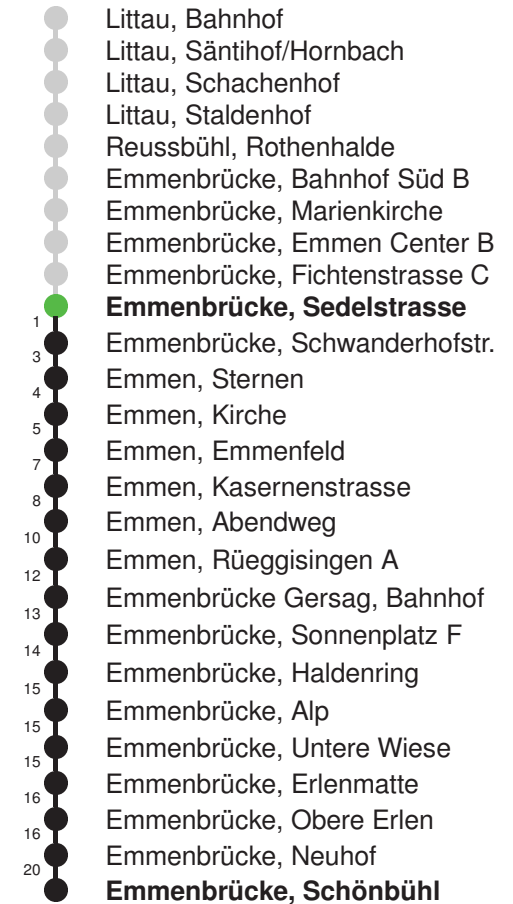 Littau, Bahnhof
Littau, Säntihof/Hornbach
Littau, Schachenhof
Littau, Staldenhof
Reussbühl, Rothenhalde
Emmenbrücke, Bahnhof Süd B
Emmenbrücke, Marienkirche
Emmenbrücke, Emmen Center B
Emmenbrücke, Fichtenstrasse C
Emmenbrücke, Sedelstrasse
1
Emmenbrücke, Schwanderhofstr.
3
Emmen, Sternen
4
Emmen, Kirche
5
Emmen, Emmenfeld
7
Emmen, Kasernenstrasse
8
Emmen, Abendweg
10
Emmen, Rüeggisingen A
12
Emmenbrücke Gersag, Bahnhof
13
Emmenbrücke, Sonnenplatz F
14
Emmenbrücke, Haldenring
15
Emmenbrücke, Alp
15
Emmenbrücke, Untere Wiese
15
Emmenbrücke, Erlenmatte
16
Emmenbrücke, Obere Erlen
16
Emmenbrücke, Neuhof
20
Emmenbrücke, Schönbühl